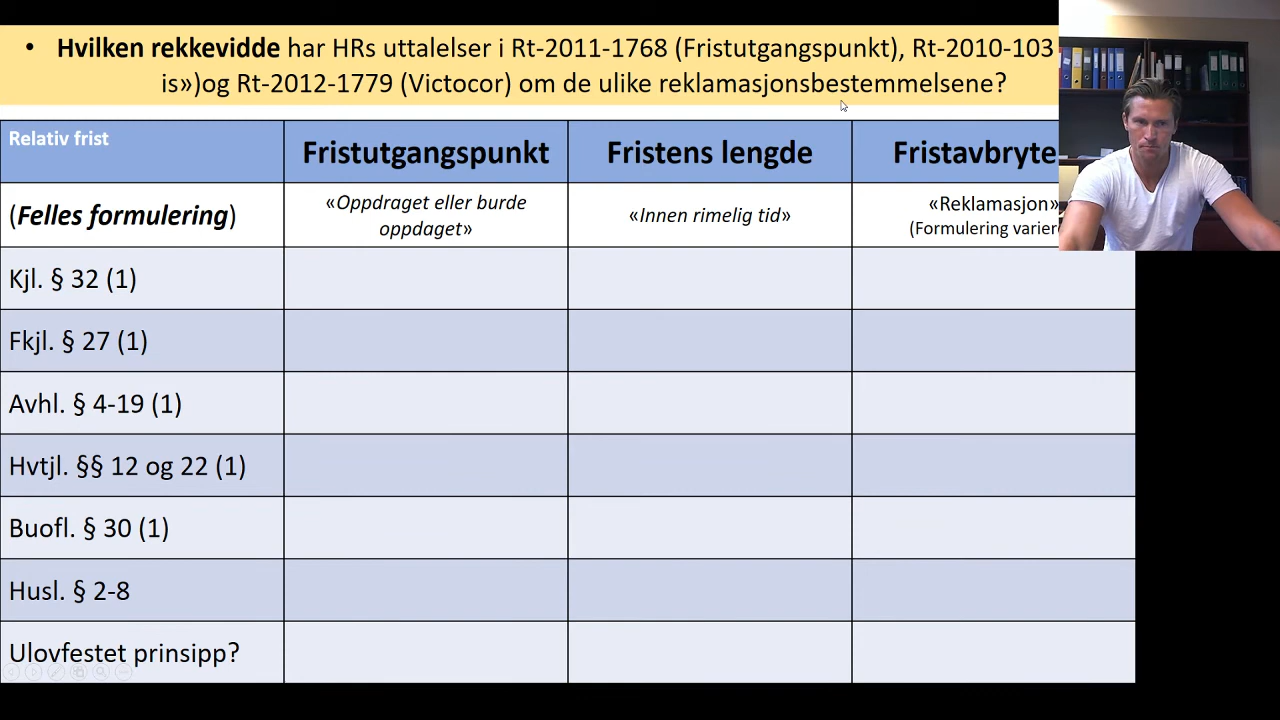 • Hvilken rekkevidde har HRs uttalelser i Rt-2011-1768 (Fristutgangspunkt), Rt-2010-103
is»)og Rt-2012-1779 (Victocor) om de ulike reklamasjonsbestemmelsene?
Relativ frist
Fristutgangspunkt
Fristens lengde
Fristavbryte
(Felles formulering)
«Oppdraget eller burde
oppdaget»
«Innen rimelig tid»
«Reklamasjon»
(Formulering varier
Kjl. § 32 (1)
Fkjl. § 27 (1)
Avhl. § 4-19 (1)
Hvtjl. §§ 12 og 22 (1)
Buofl. § 30 (1)
Husl. § 2-8
Ulovfestet prinsipp?